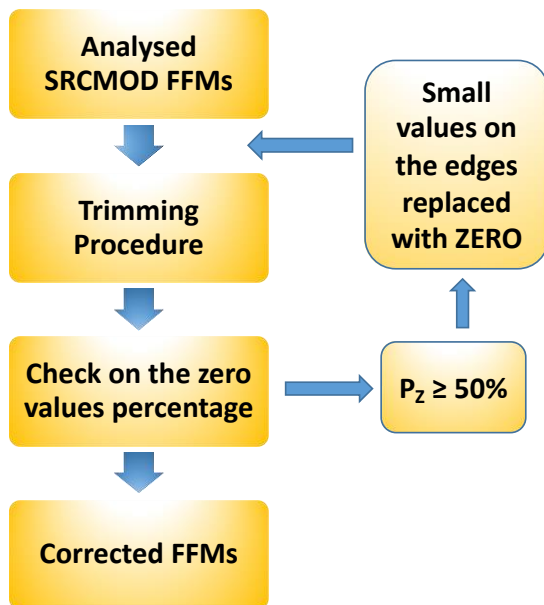 Analysed
SRCMOD FFMs
Small
values on
the edges
replaced
with ZERO
Trimming
Procedure
Check on the zero
values percentage
P_Z ≥ 50%
Corrected FFMs